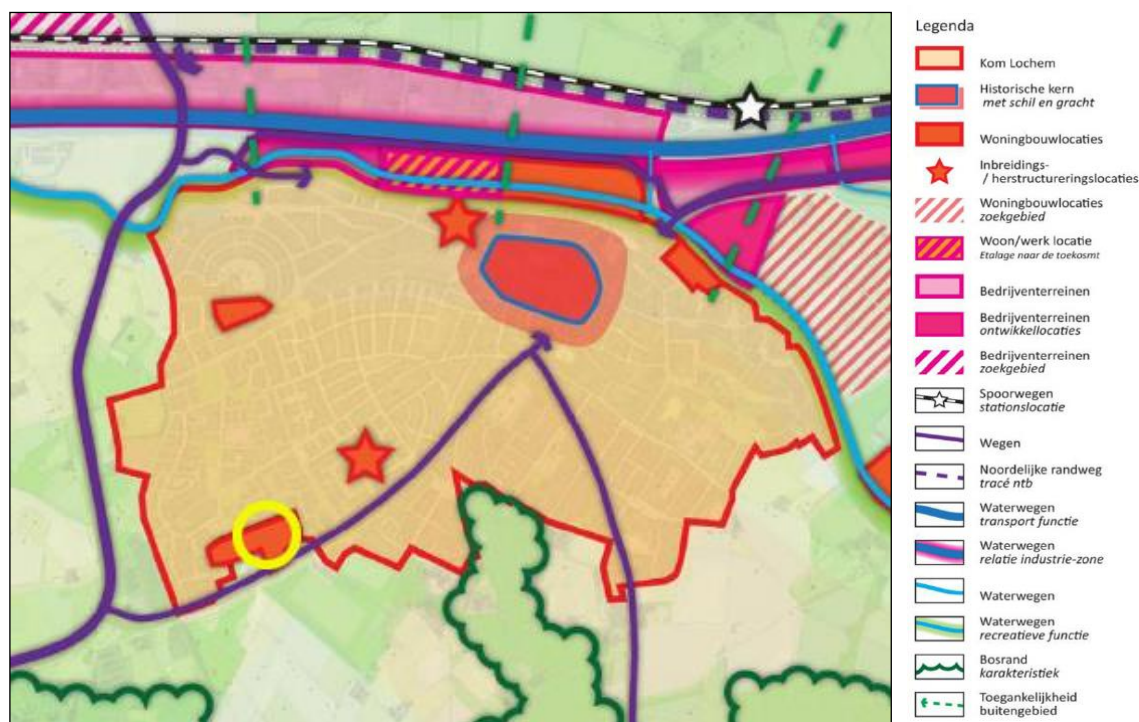 Legenda
Kom Lochem
Historische kern
met schil en gracht
Woningbouwlocaties
Inbreidings-
/ herstructureringslocaties
Woningbouwlocaties
zoekgebied
Woon/werk locatie
Etalage naar de toekosmt
Bedrijventerreinen
Bedrijventerreinen
ontwikkellocaties
Bedrijventerreinen
zoekgebied
Spoorwegen
stationslocatie
Wegen
Noordelijke randweg
tracé ntb
Waterwegen
transport functie
Waterwegen
relatie industrie-zone
Waterwegen
Waterwegen
recreatieve functie
Bosrand
karakteristiek
Toegankelijkheid
buitengebied